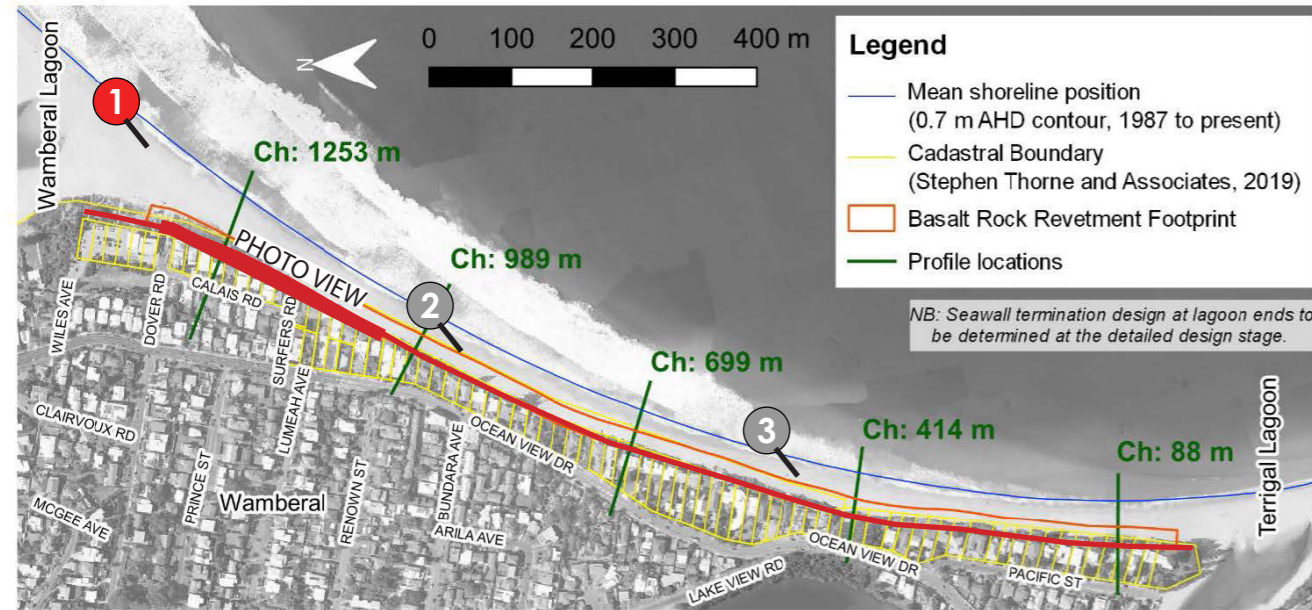 Wamberal Lagoon
1
N
0 100 200 300 400 m
Legend
Mean shoreline position
(0.7 m AHD contour, 1987 to present)
Cadastral Boundary
(Stephen Thorne and Associates, 2019)
Basalt Rock Revetment Footprint
Profile locations
NB: Seawall termination design at lagoon ends to
be determined at the detailed design stage.
Ch: 1253 m
PHOTO VIEW
Ch: 989 m
2
Ch: 699 m
3
Ch: 414 m
Ch: 88 m
Terrigal Lagoon
WILES AVE
DOVER RD
CALAIS RD
SURFERS RD
LUMEAH AVE
CLAIRVOUX RD
PRINCE ST
MCGEE AVE
Wamberal
RENOWN ST
BUNDARA AVE
ARILA AVE
OCEAN VIEW DR
LAKE VIEW RD
OCEAN VIEW DR
PACIFIC ST